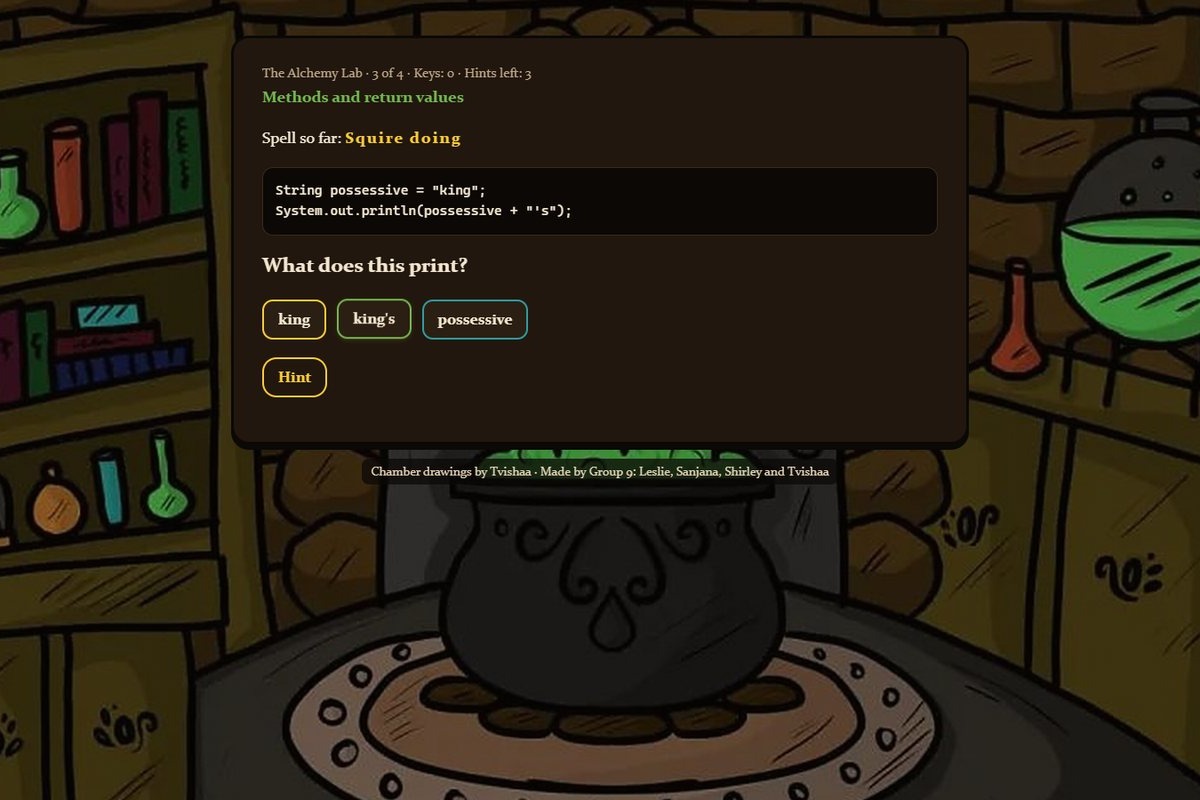 The Alchemy Lab · 3 of 4 · Keys: 0 · Hints left: 3
Methods and return values
Spell so far: Squire doing
String possessive = "king";
System.out.println(possessive + "'s");
What does this print?
king king's possessive
Hint
Chamber drawings by Tvishaa · Made by Group 9: Leslie, Sanjana, Shirley and Tvishaa